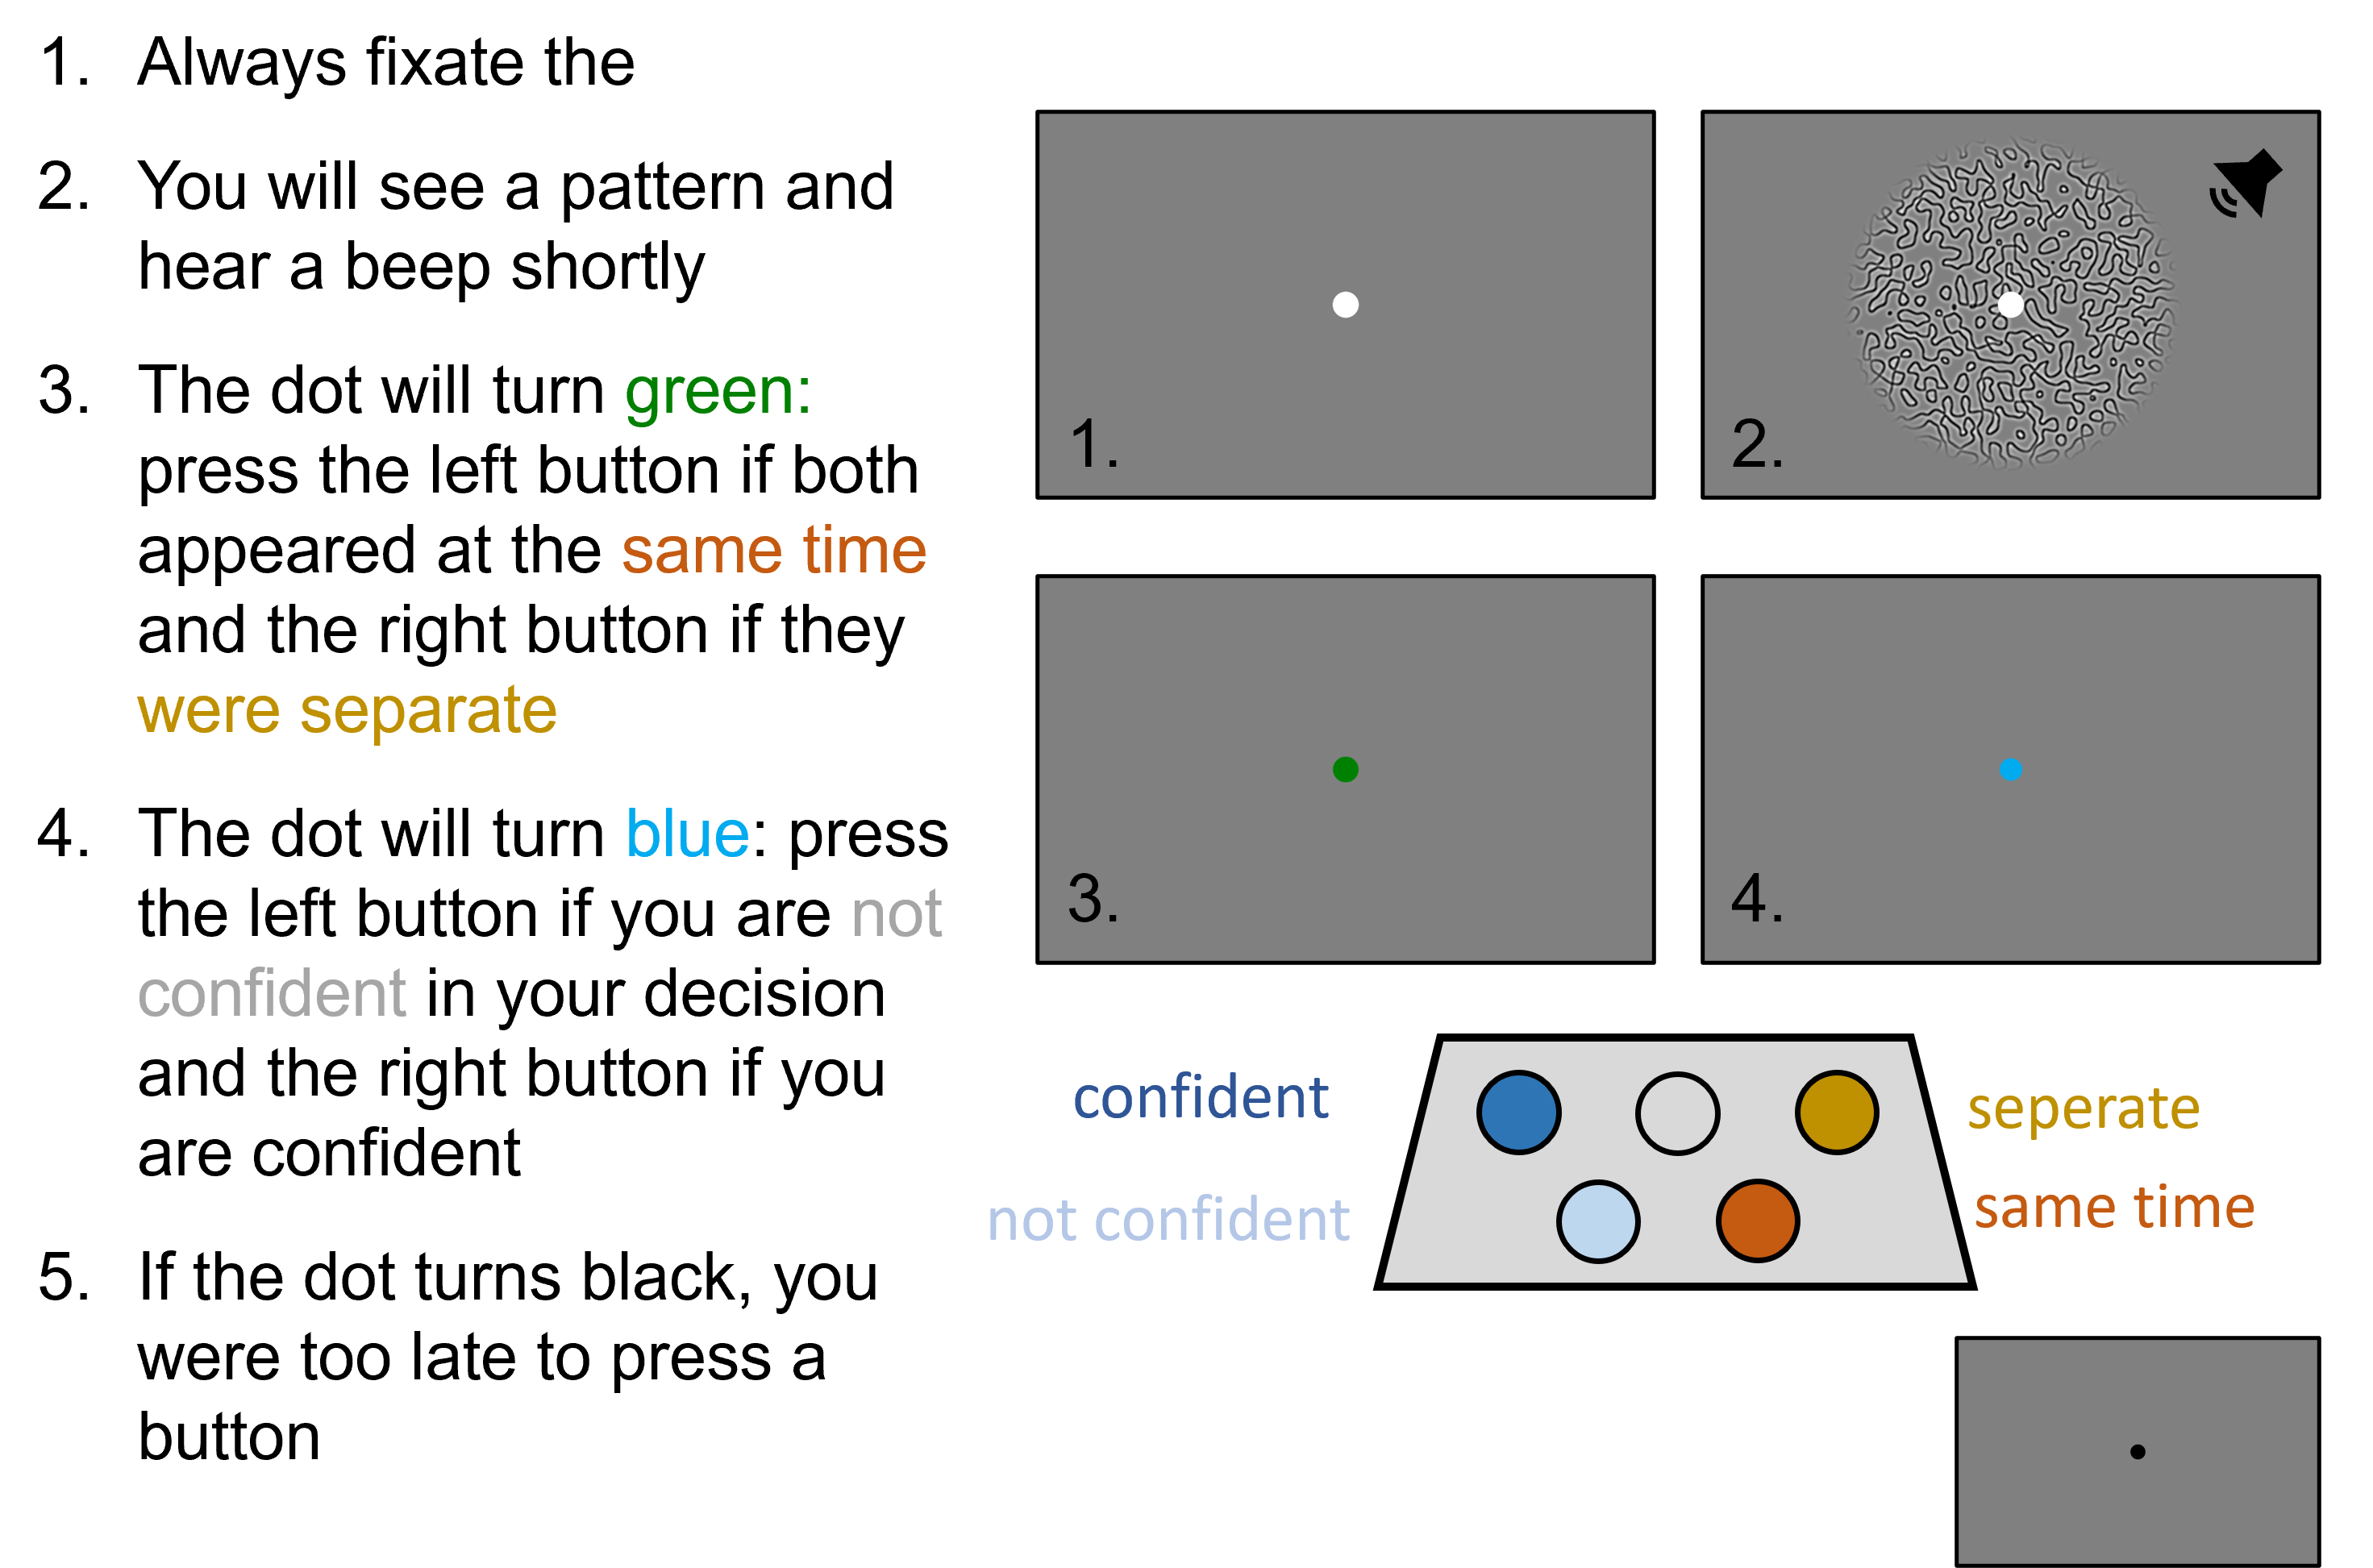 1. Always fixate the
2. You will see a pattern and
hear a beep shortly
3. The dot will turn green:
press the left button if both
appeared at the same time
and the right button if they
were separate
4. The dot will turn blue: press
the left button if you are not
confident in your decision
and the right button if you
are confident
5. If the dot turns black, you
were too late to press a
button
1.
2.
3.
4.
confident
seperate
not confident
same time